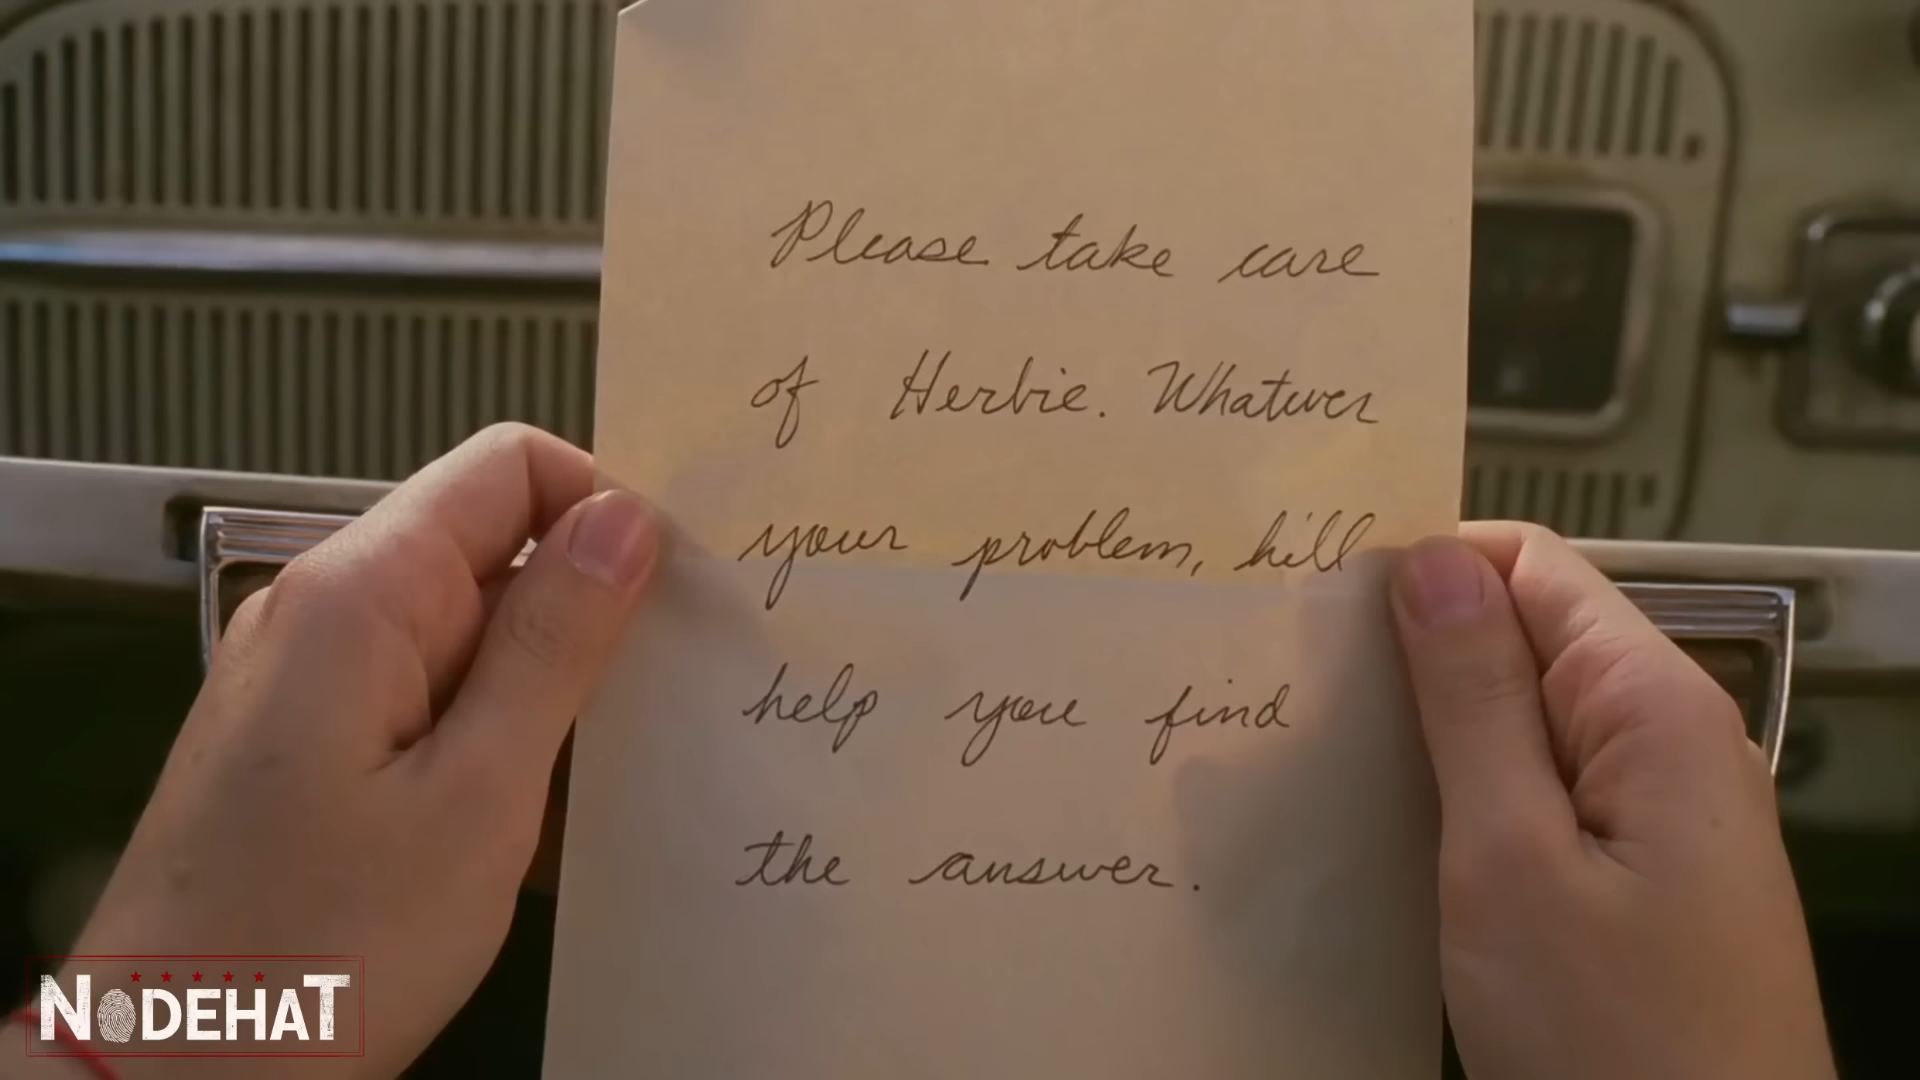 Please take care
of Herbie. Whatever
your problem, he'll
help you find
the answer.
NODEHAT